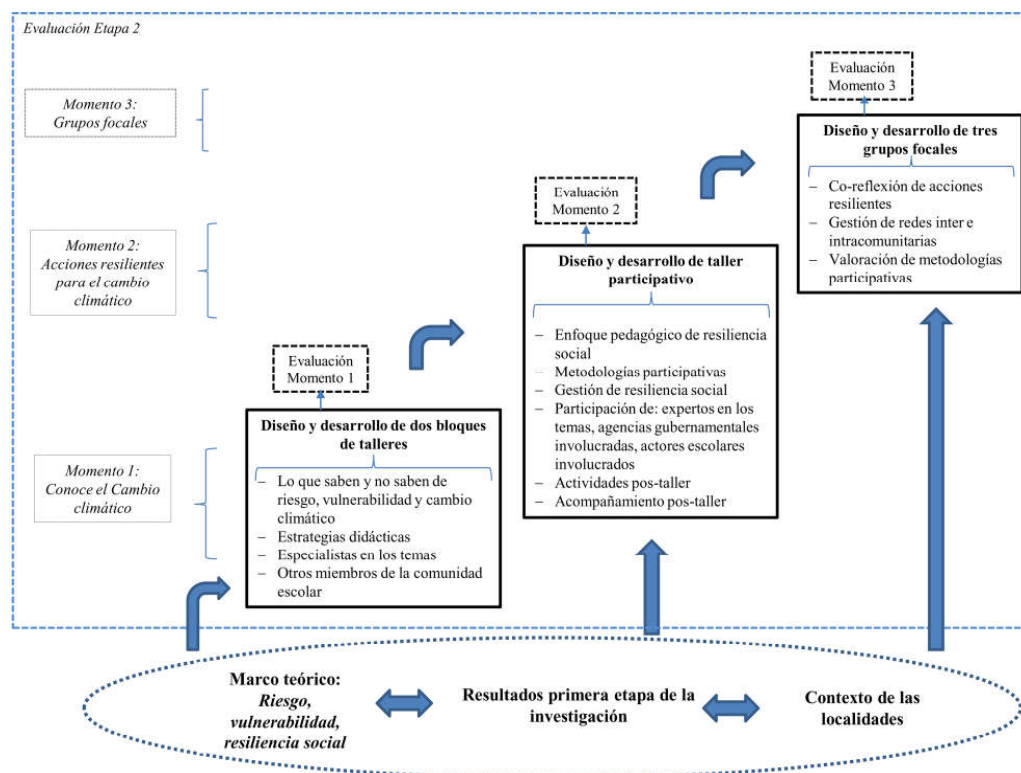 Evaluación Etapa 2
Momento 3:
Grupos focales
Momento 2:
Acciones resilientes
para el cambio
climático
Momento 1:
Conoce el Cambio
climático
Evaluación
Momento 1
Diseño y desarrollo de dos bloques
de talleres
– Lo que saben y no saben de
riesgo, vulnerabilidad y cambio
climático
– Estrategias didácticas
– Especialistas en los temas
– Otros miembros de la comunidad
escolar
Evaluación
Momento 2
Diseño y desarrollo de taller
participativo
– Enfoque pedagógico de resiliencia
social
– Metodologías participativas
– Gestión de resiliencia social
– Participación de: expertos en los
temas, agencias gubernamentales
involucradas, actores escolares
involucrados
– Actividades pos-taller
– Acompañamiento pos-taller
Evaluación
Momento 3
Diseño y desarrollo de tres
grupos focales
– Co-reflexión de acciones
resilientes
– Gestión de redes inter e
intracomunitarias
– Valoración de metodologías
participativas
Marco teórico:
Riesgo,
vulnerabilidad,
resiliencia social
Resultados primera etapa de la
investigación
Contexto de las
localidades